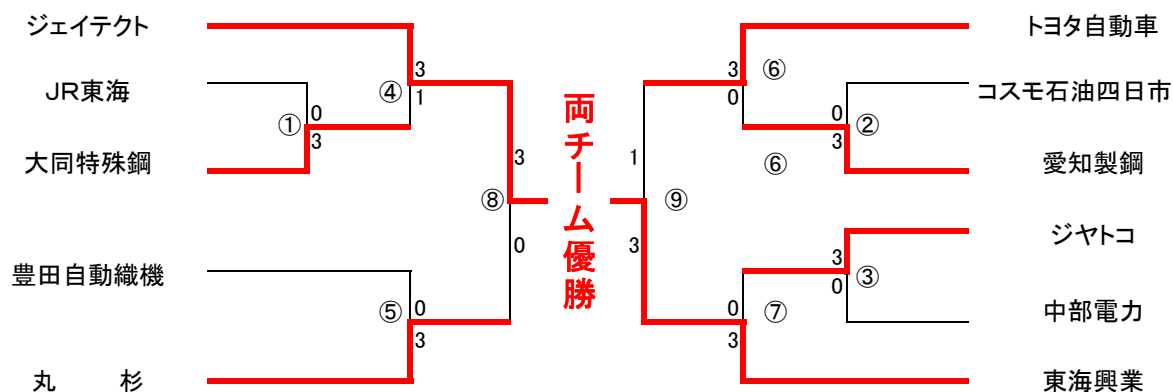 ジェイテクト
JR東海
大同特殊鋼
豊田自動織機
丸　杉
①
0
3
④
3
1
⑤
0
3
⑧
3
0
両チーム優勝
⑨
1
3
⑥
3
0
⑥
②
0
3
③
3
0
⑦
0
3
トヨタ自動車
コスモ石油四日市
愛知製鋼
ジヤトコ
中部電力
東海興業